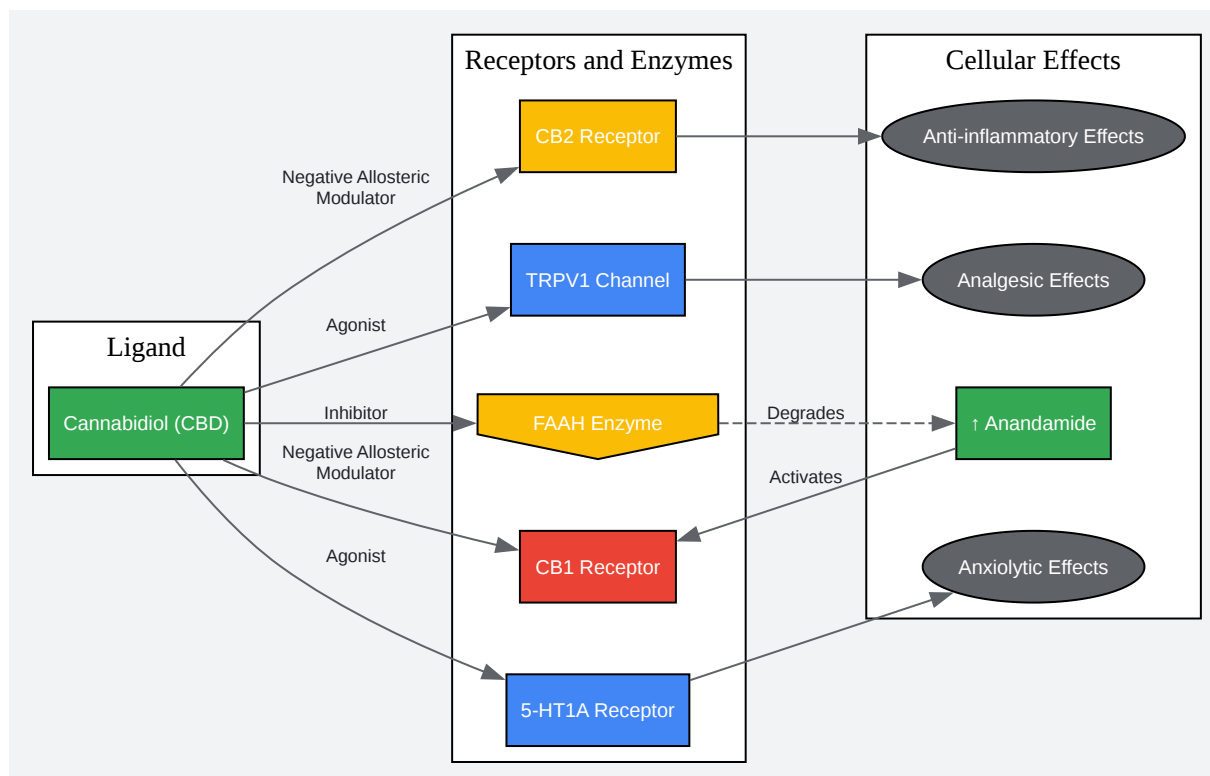 Receptors and Enzymes
Cellular Effects
CB2 Receptor
Anti-inflammatory Effects
Negative Allosteric
Modulator
TRPV1 Channel
Analgesic Effects
Agonist
Ligand
Cannabidiol (CBD)
Inhibitor
FAAH Enzyme
Degrades
↑ Anandamide
Negative Allosteric
Modulator
Activates
Agonist
CB1 Receptor
Anxiolytic Effects
5-HT1A Receptor